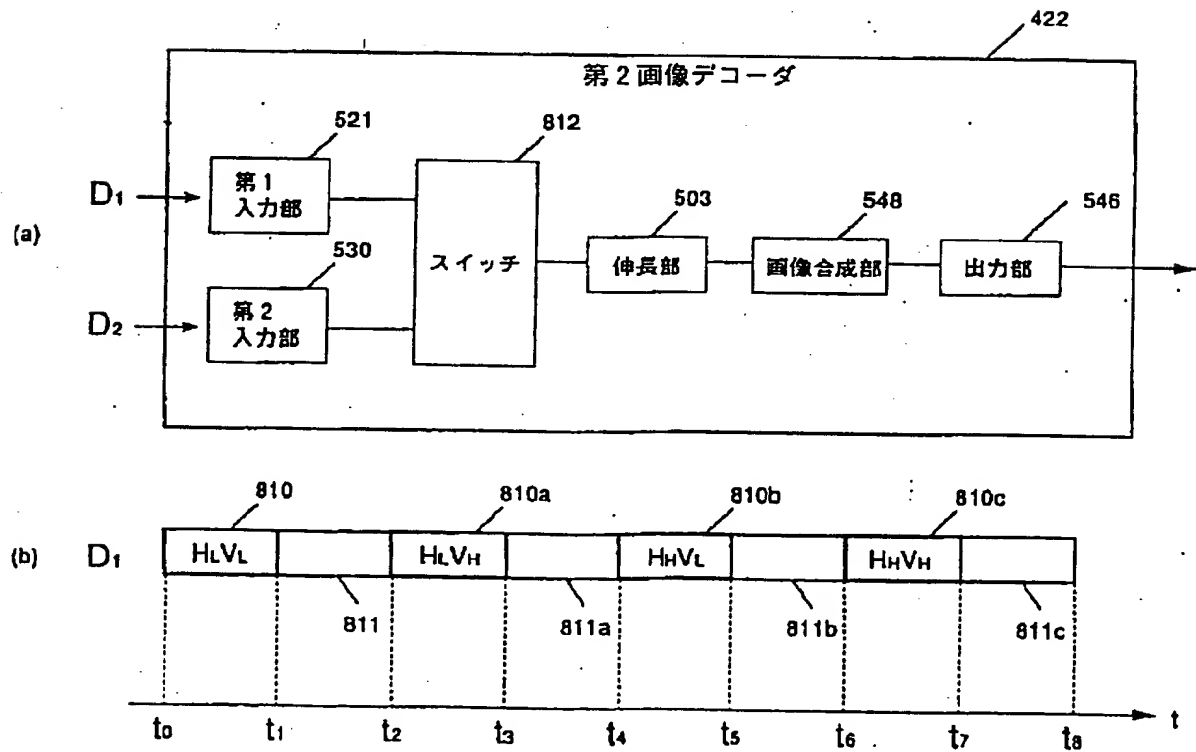 422
第2画像デコーダ
521
812
D1
第1
入力部
503
548
546
(a)
スイッチ
伸長部
画像合成部
出力部
530
D2
第2
入力部
810
810a
810b
810c
(b)
D1
HLVL
HLVH
HHVL
HHVH
811
811a
811b
811c
t0
t1
t2
t3
t4
t5
t6
t7
t8
t